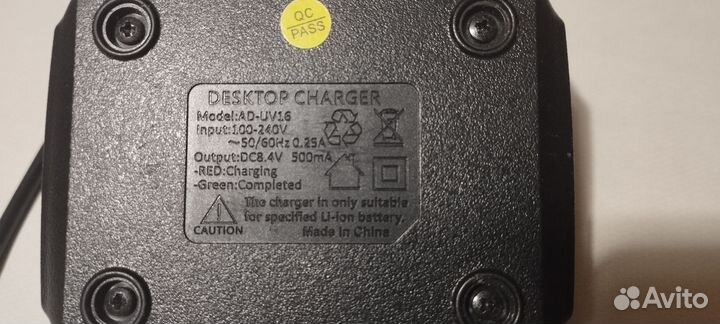 QC
PASS
DESKTOP CHARGER
Model:AD-UV16
Input:100-240V
~50/60Hz 0.25A
Output:DC8.4V 500mA
-RED:Charging
-Green:Completed
CAUTION
The charger in only suitable
for specified Li-ion battery.
Made in China
Avito